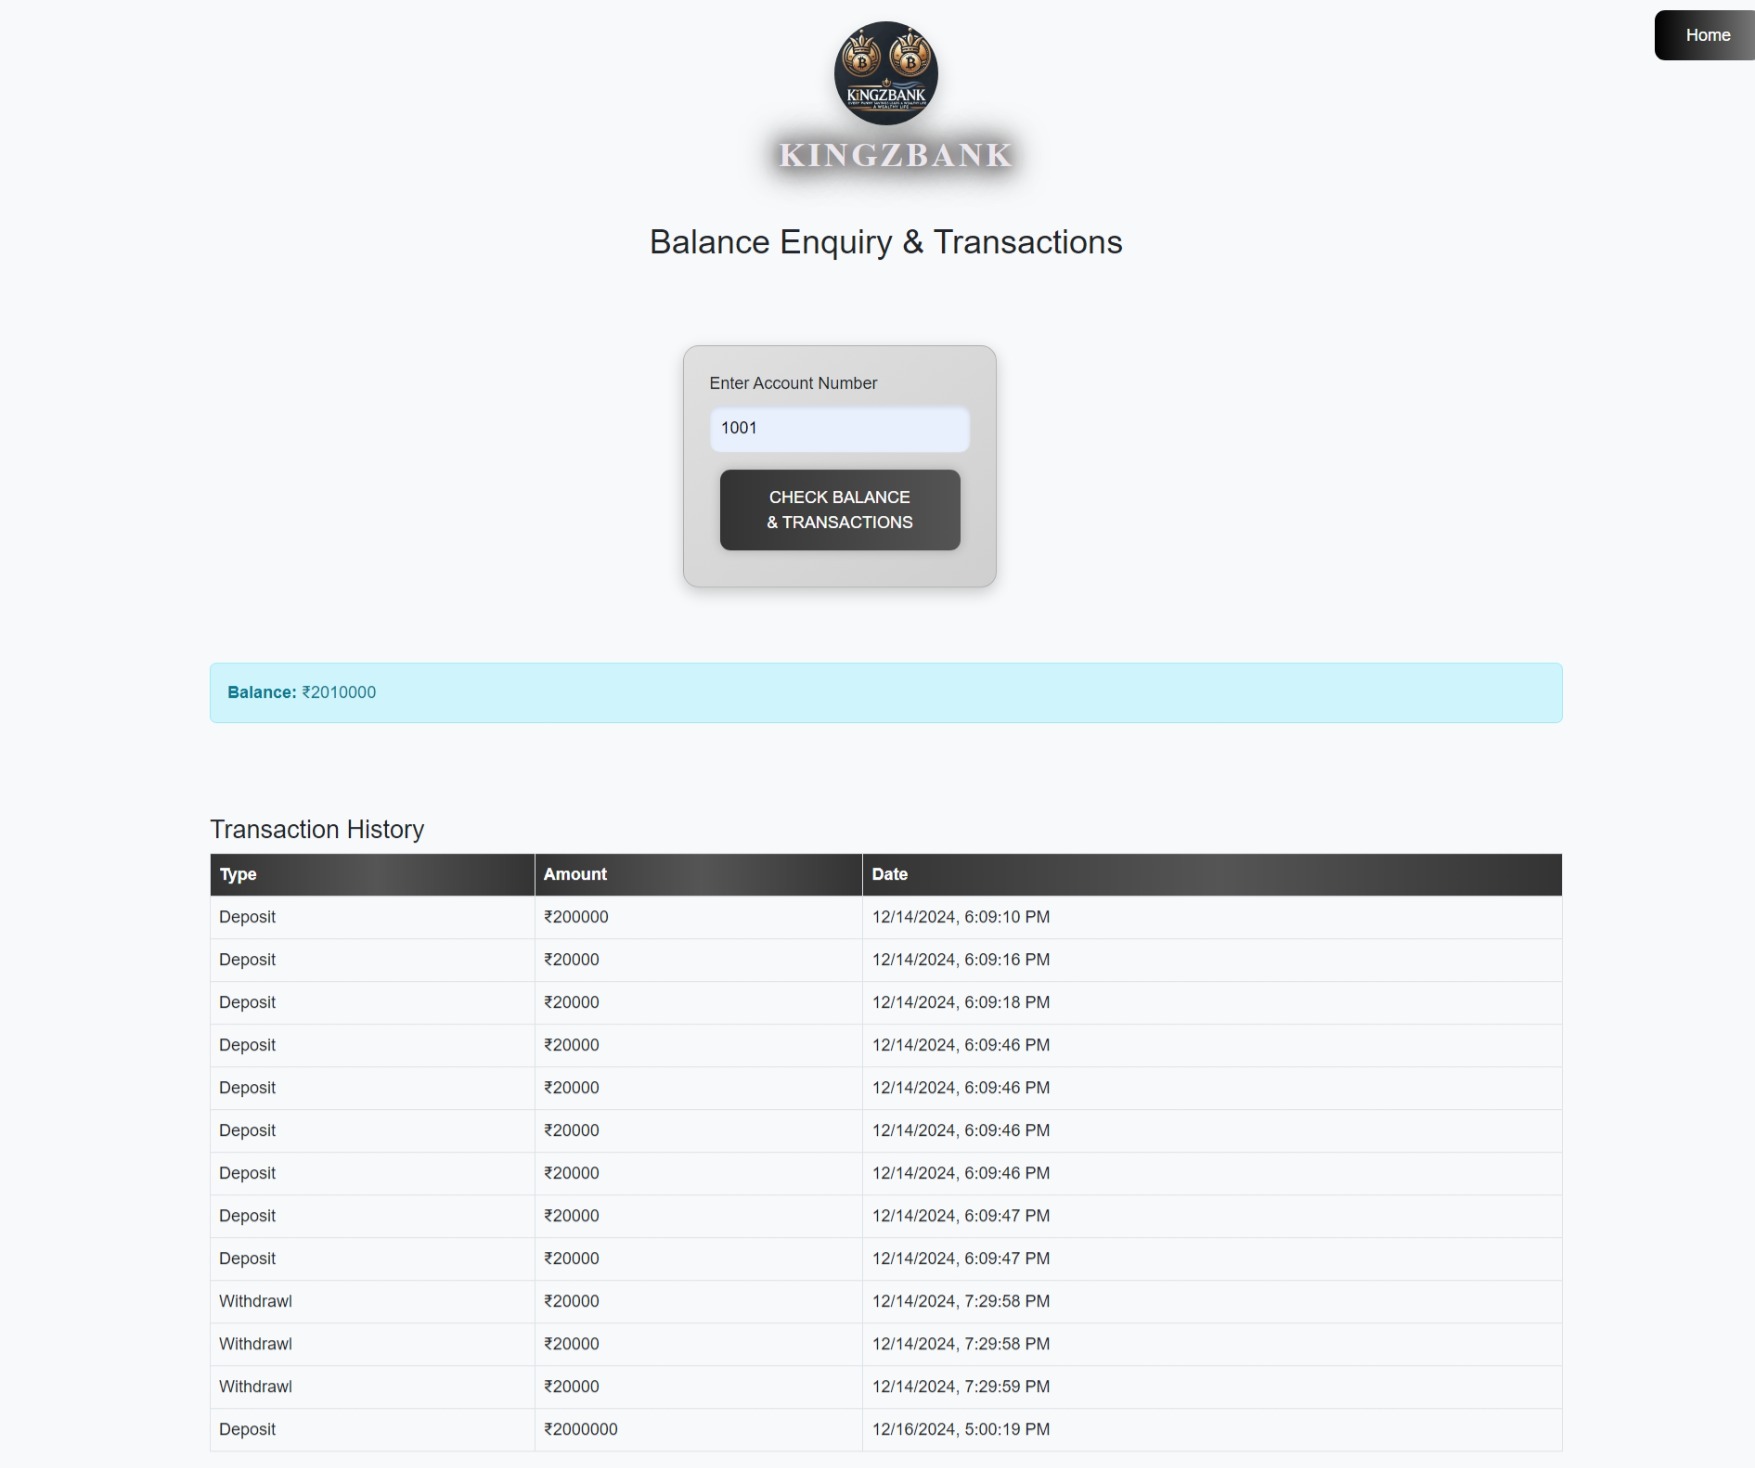 Home
B B
KiNGZBANK
A WEALTHY LIFE
KINGZBANK
Balance Enquiry & Transactions
Enter Account Number
1001
CHECK BALANCE
& TRANSACTIONS
Balance: ₹2010000
Transaction History
Type Amount Date
Deposit ₹200000 12/14/2024, 6:09:10 PM
Deposit ₹20000 12/14/2024, 6:09:16 PM
Deposit ₹20000 12/14/2024, 6:09:18 PM
Deposit ₹20000 12/14/2024, 6:09:46 PM
Deposit ₹20000 12/14/2024, 6:09:46 PM
Deposit ₹20000 12/14/2024, 6:09:46 PM
Deposit ₹20000 12/14/2024, 6:09:46 PM
Deposit ₹20000 12/14/2024, 6:09:47 PM
Deposit ₹20000 12/14/2024, 6:09:47 PM
Withdrawl ₹20000 12/14/2024, 7:29:58 PM
Withdrawl ₹20000 12/14/2024, 7:29:58 PM
Withdrawl ₹20000 12/14/2024, 7:29:59 PM
Deposit ₹2000000 12/16/2024, 5:00:19 PM